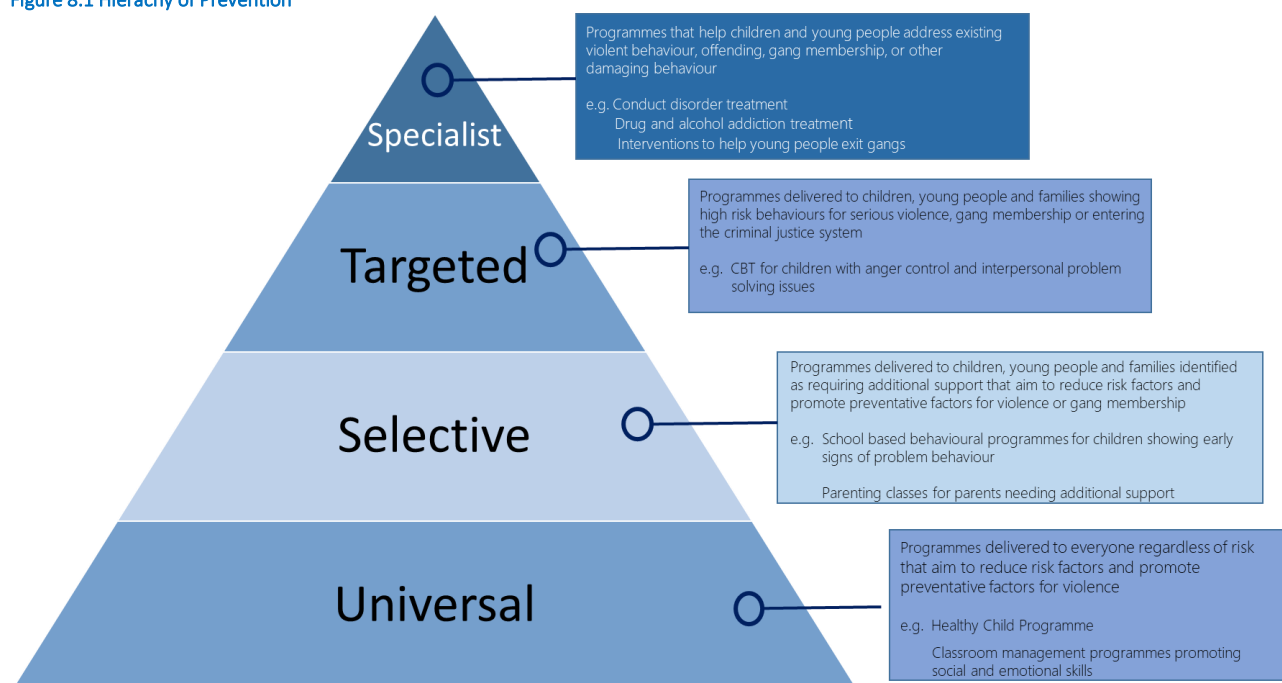 Figure 8.1 Hierachy of Prevention
Programmes that help children and young people address existing
violent behaviour, offending, gang membership, or other
damaging behaviour
e.g. Conduct disorder treatment
Drug and alcohol addiction treatment
Interventions to help young people exit gangs
Specialist
Programmes delivered to children, young people and families showing
high risk behaviours for serious violence, gang membership or entering
the criminal justice system
e.g. CBT for children with anger control and interpersonal problem
solving issues
Targeted
Programmes delivered to children, young people and families identified
as requiring additional support that aim to reduce risk factors and
promote preventative factors for violence or gang membership
e.g. School based behavioural programmes for children showing early
signs of problem behaviour
Parenting classes for parents needing additional support
Selective
Programmes delivered to everyone regardless of risk
that aim to reduce risk factors and promote
preventative factors for violence
e.g. Healthy Child Programme
Classroom management programmes promoting
social and emotional skills
Universal